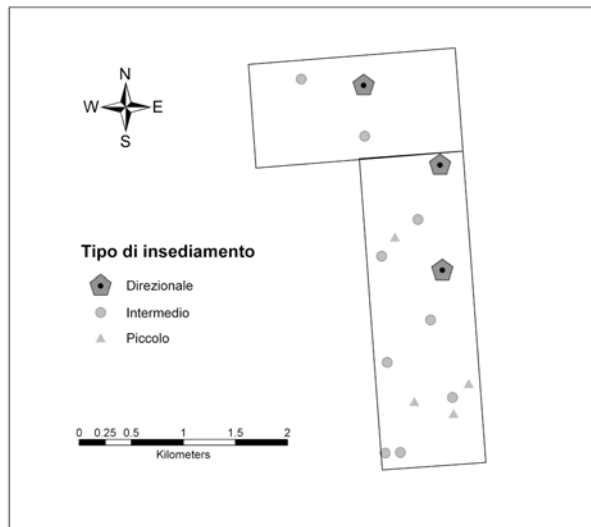 N
W E
S
Tipo di insediamento
Direzionale
Intermedio
Piccolo
0 0.25 0.5 1 1.5 2
Kilometers